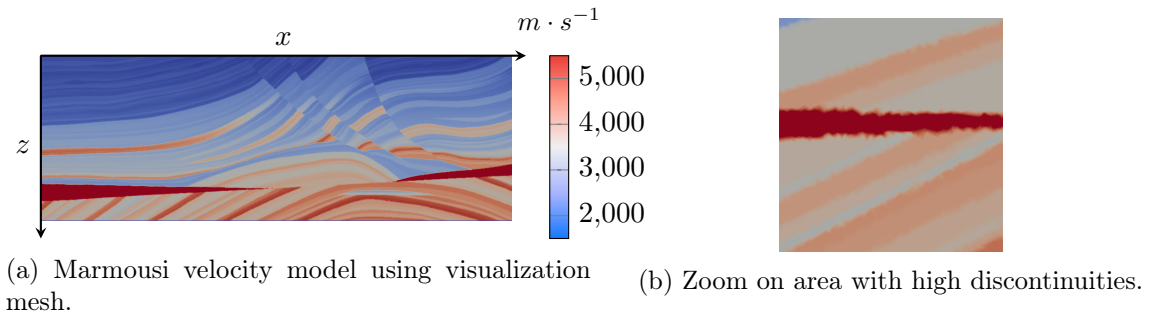 m · s⁻¹
x
5,000
4,000
z
3,000
2,000
(a) Marmousi velocity model using visualization
mesh.
(b) Zoom on area with high discontinuities.